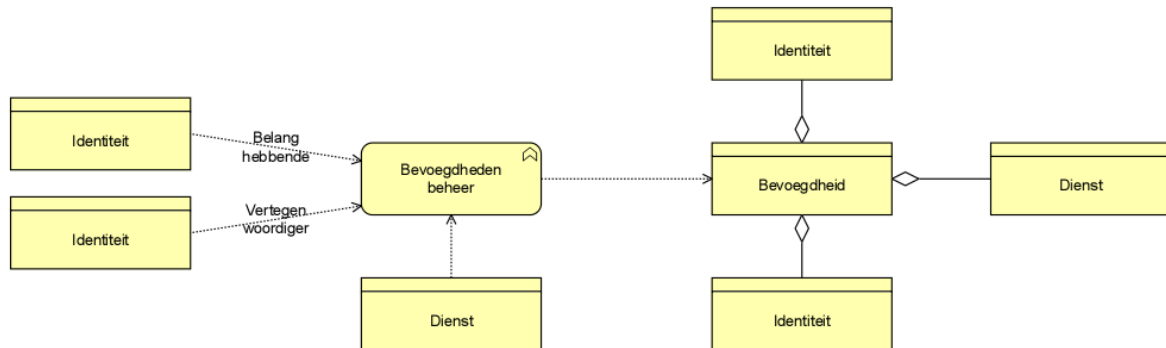 Identiteit
Identiteit
Belang
hebbende
Bevoegdheden
beheer
Bevoegdheid
Dienst
Identiteit
Vertegen
woordiger
Dienst
Identiteit